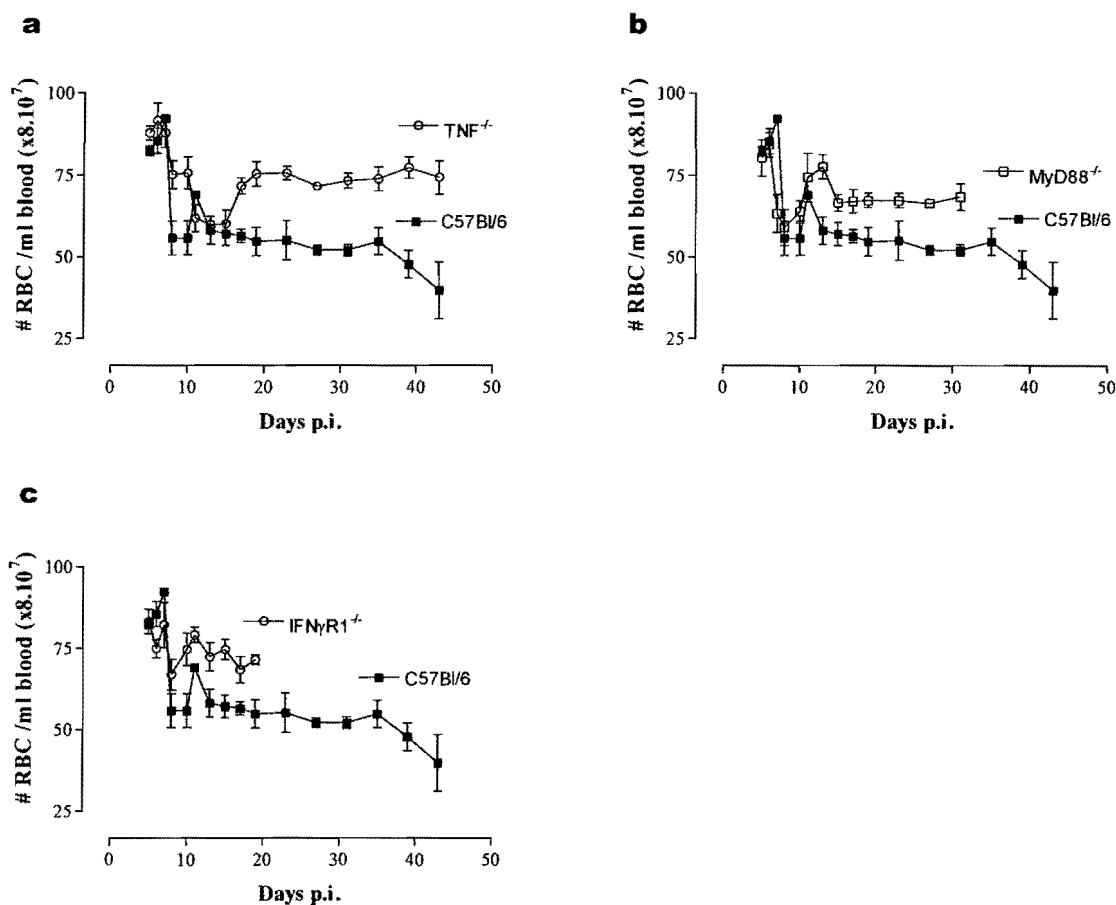 a
# RBC /ml blood (x8.10⁷)
100
75
50
25
TNF⁻/⁻
C57Bl/6
0 10 20 30 40 50
Days p.i.
b
# RBC /ml blood (x8.10⁷)
100
75
50
25
MyD88⁻/⁻
C57Bl/6
0 10 20 30 40 50
Days p.i.
c
# RBC /ml blood (x8.10⁷)
100
75
50
25
IFNγR1⁻/⁻
C57Bl/6
0 10 20 30 40 50
Days p.i.